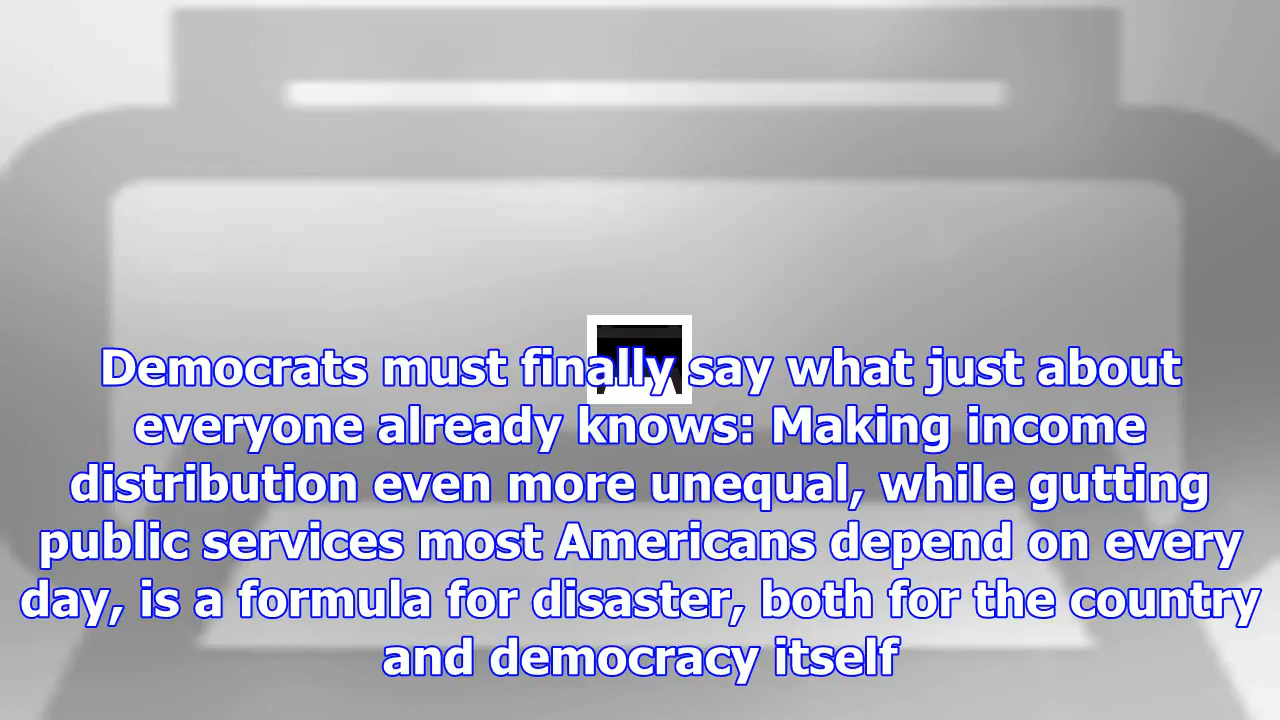 Democrats must finally say what just about
everyone already knows: Making income
distribution even more unequal, while gutting
public services most Americans depend on every
day, is a formula for disaster, both for the country
and democracy itself